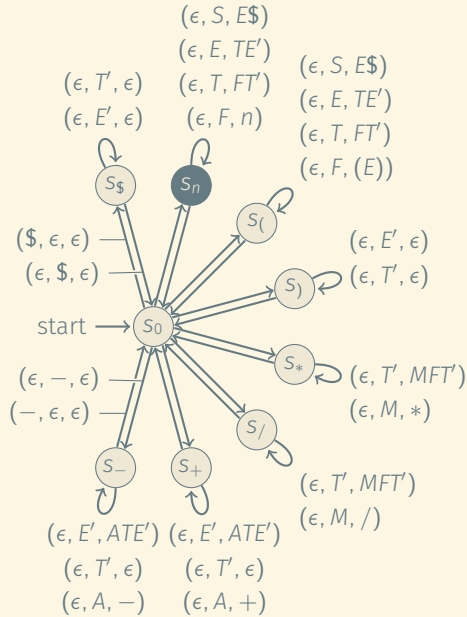 (ϵ, S, E$)
(ϵ, E, TE′)
(ϵ, T, FT′)
(ϵ, F, n)
(ϵ, S, E$)
(ϵ, E, TE′)
(ϵ, T, FT′)
(ϵ, F, (E))
(ϵ, T′, ϵ)
(ϵ, E′, ϵ)
S$
Sn
S(
($, ϵ, ϵ)
(ϵ, $, ϵ)
S)
(ϵ, E′, ϵ)
(ϵ, T′, ϵ)
start
S0
S*
(ϵ, T′, MFT′)
(ϵ, M, *)
(ϵ, −, ϵ)
(−, ϵ, ϵ)
S/
(ϵ, T′, MFT′)
(ϵ, M, /)
S−
S+
(ϵ, E′, ATE′) (ϵ, E′, ATE′)
(ϵ, T′, ϵ) (ϵ, T′, ϵ)
(ϵ, A, −) (ϵ, A, +)